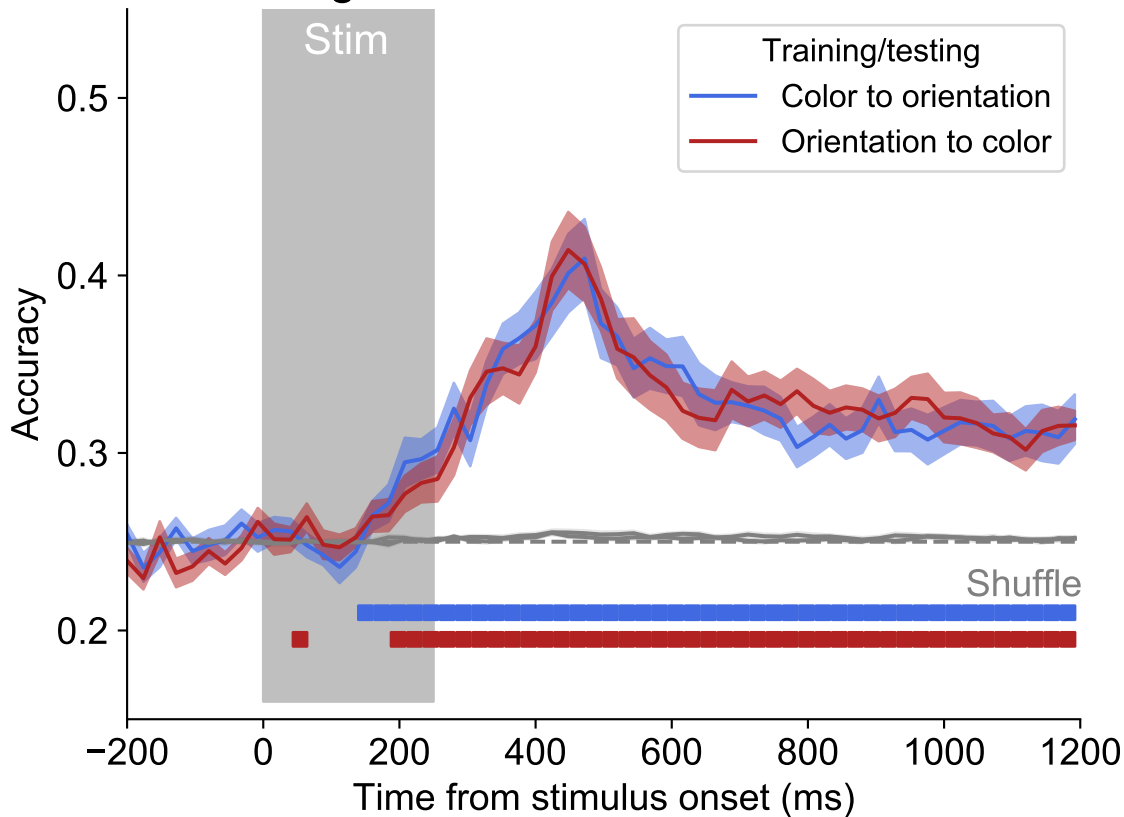 Stim
Training/testing
Color to orientation
Orientation to color
0.5
0.4
0.3
0.2
Accuracy
Shuffle
−200 0 200 400 600 800 1000 1200
Time from stimulus onset (ms)